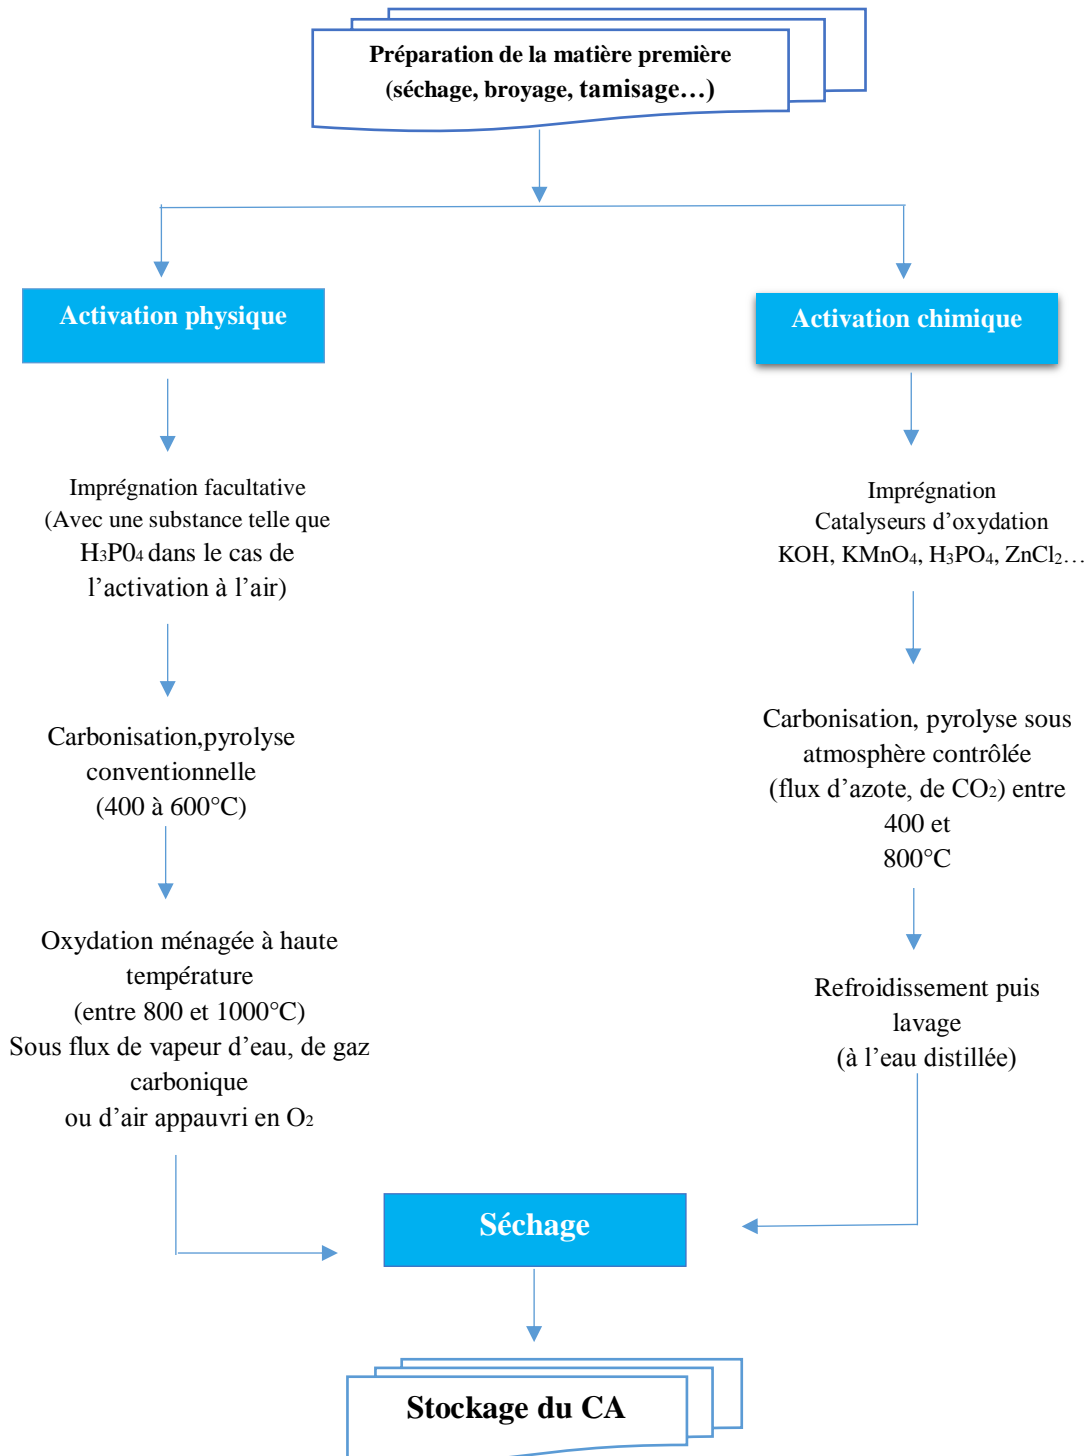 Préparation de la matière première
(séchage, broyage, tamisage…)
Activation physique
Activation chimique
Imprégnation facultative
(Avec une substance telle que
H₃P0₄ dans le cas de
l’activation à l’air)
Carbonisation,pyrolyse
conventionnelle
(400 à 600°C)
Oxydation ménagée à haute
température
(entre 800 et 1000°C)
Sous flux de vapeur d’eau, de gaz
carbonique
ou d’air appauvri en O₂
Imprégnation
Catalyseurs d’oxydation
KOH, KMnO₄, H₃PO₄, ZnCl₂…
Carbonisation, pyrolyse sous
atmosphère contrôlée
(flux d’azote, de CO₂) entre
400 et
800°C
Refroidissement puis
lavage
(à l’eau distillée)
Séchage
Stockage du CA